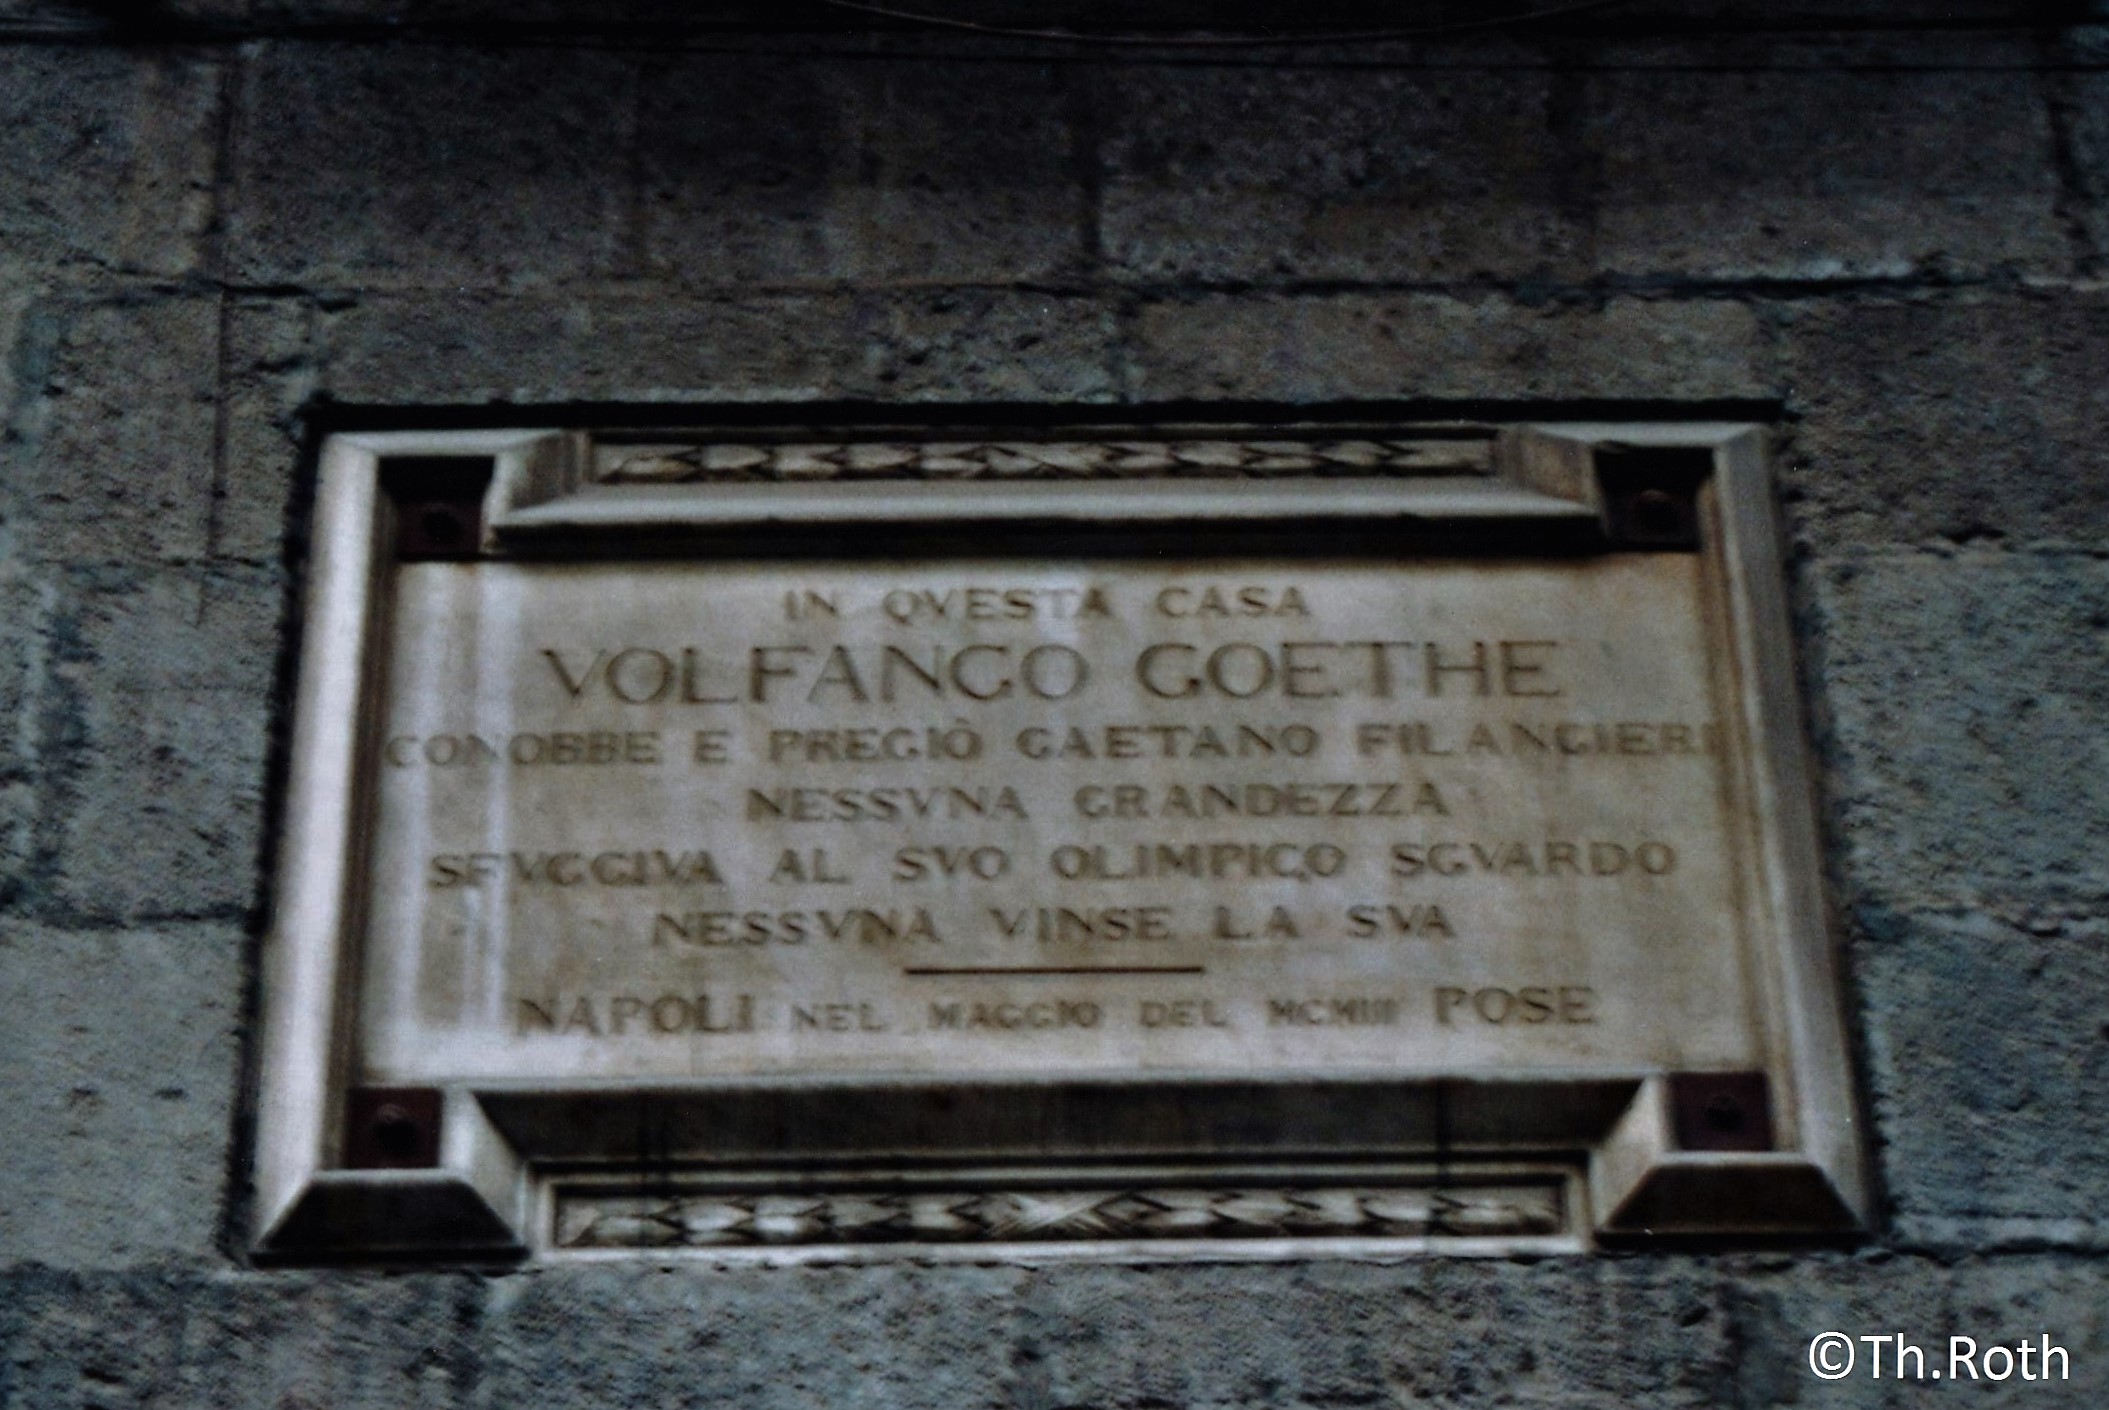 IN QVESTA CASA
VOLFANGO GOETHE
CONOBBE E PREGIÒ GAETANO FILANGIERI
NESSVNA GRANDEZZA
SFVGGIVA AL SVO OLIMPICO SGVARDO
NESSVNA VINSE LA SVA
NAPOLI NEL MAGGIO DEL MCMIII POSE
©Th.Roth